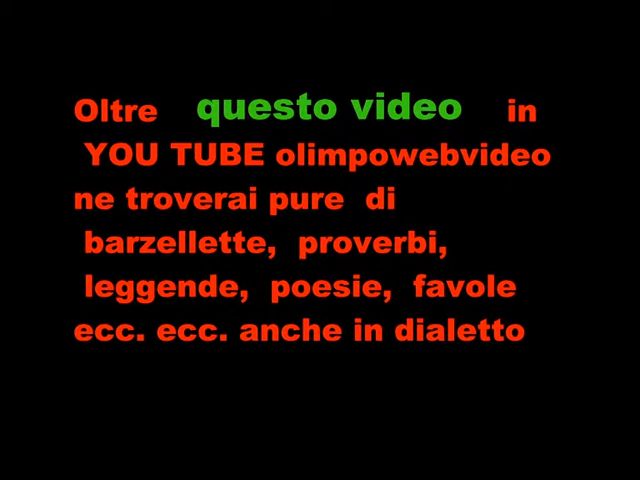 Oltre questo video in
YOU TUBE olimpowebvideo
ne troverai pure di
barzellette, proverbi,
leggende, poesie, favole
ecc. ecc. anche in dialetto